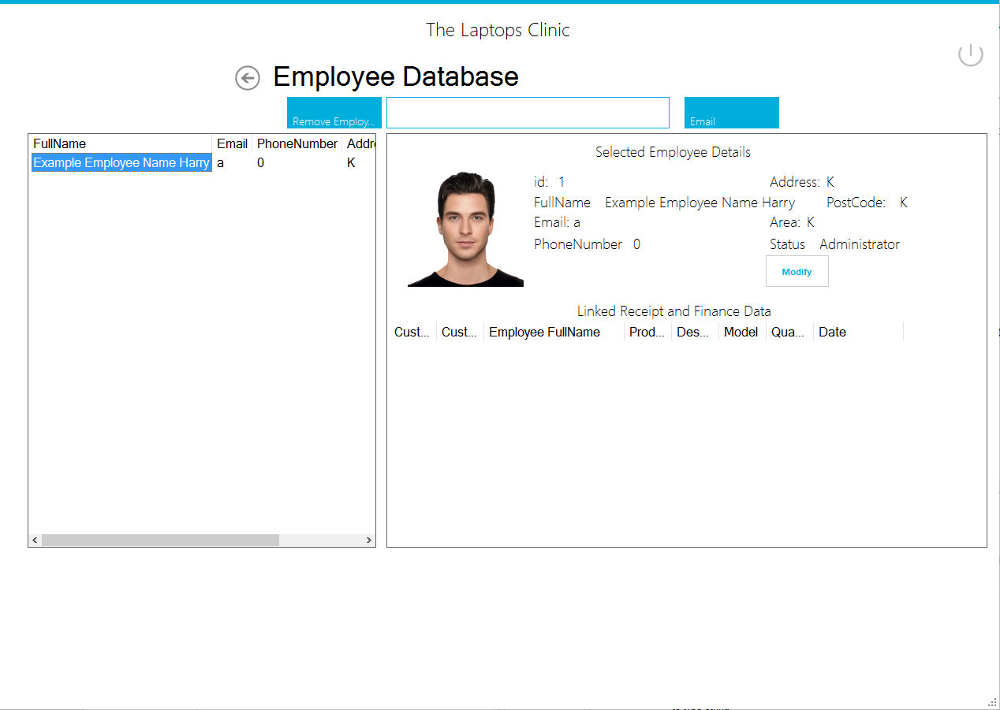 The Laptops Clinic
Employee Database
Remove Employ...
Email
FullName Email PhoneNumber Addre
Example Employee Name Harry a 0 K
Selected Employee Details
id: 1 Address: K
FullName Example Employee Name Harry PostCode: K
Email: a Area: K
PhoneNumber 0 Status Administrator
Modify
Linked Receipt and Finance Data
Cust... Cust... Employee FullName Prod... Des... Model Qua... Date